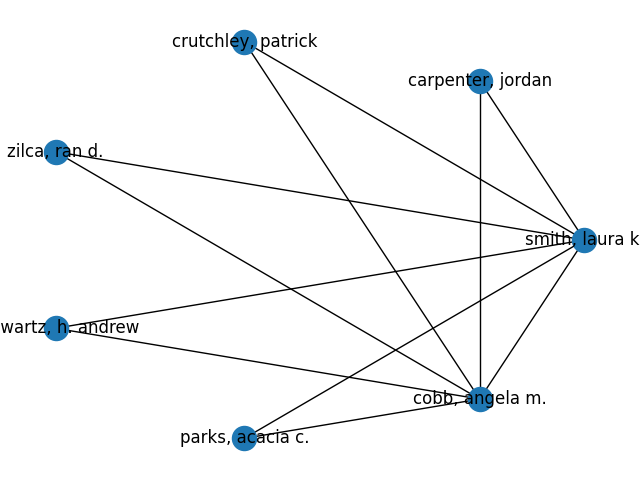 crutchley, patrick
carpenter, jordan
zilca, ran d.
smith, laura k
wartz, h. andrew
cobb, angela m.
parks, acacia c.